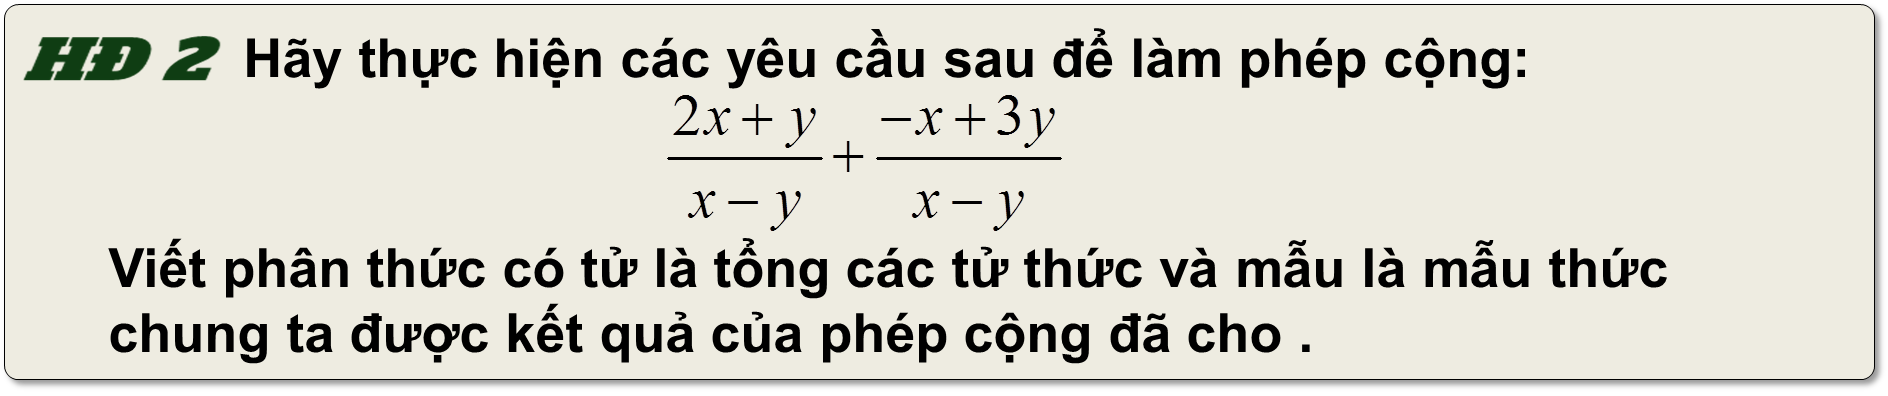 HĐ 2 Hãy thực hiện các yêu cầu sau để làm phép cộng:
\frac{2x + y}{x - y} + \frac{-x + 3y}{x - y}
Viết phân thức có tử là tổng các tử thức và mẫu là mẫu thức
chung ta được kết quả của phép cộng đã cho .